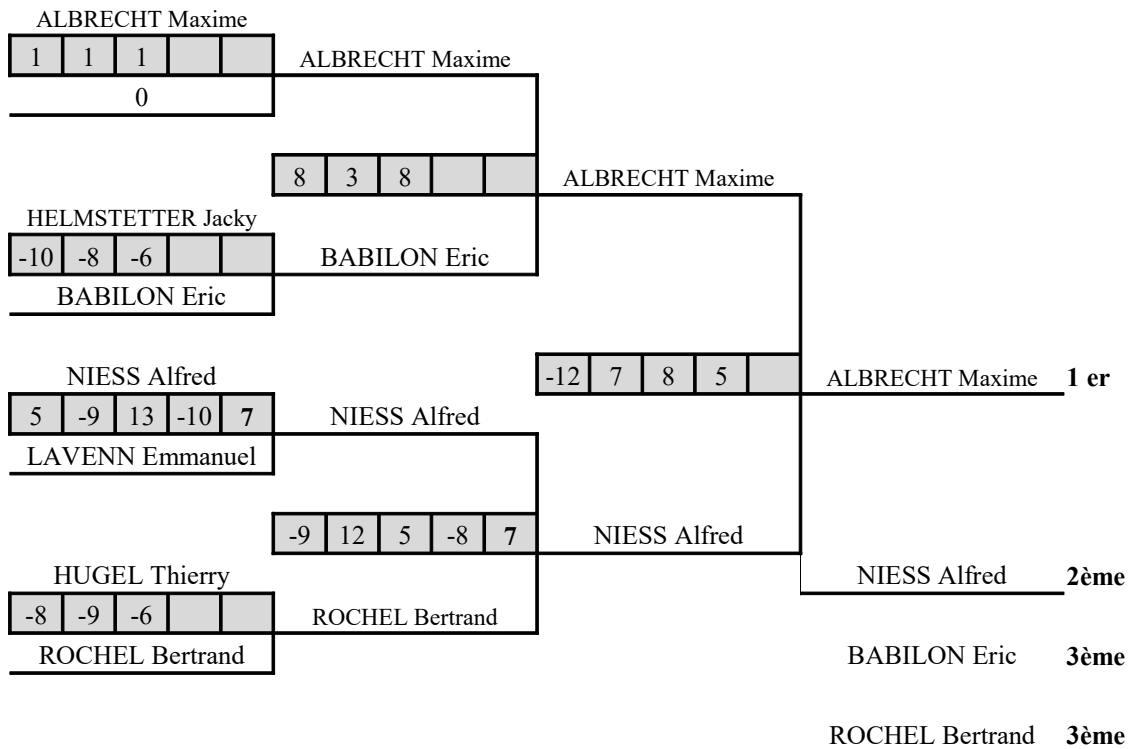 ALBRECHT Maxime
1 1 1 ALBRECHT Maxime
0
8 3 8 ALBRECHT Maxime
HELMSTETTER Jacky
-10 -8 -6 BABILON Eric
BABILON Eric
NIESS Alfred -12 7 8 5 ALBRECHT Maxime 1 er
5 -9 13 -10 7 NIESS Alfred
LAVENN Emmanuel
-9 12 5 -8 7 NIESS Alfred
HUGEL Thierry NIESS Alfred 2ème
-8 -9 -6 ROCHEL Bertrand
ROCHEL Bertrand BABILON Eric 3ème
ROCHEL Bertrand 3ème